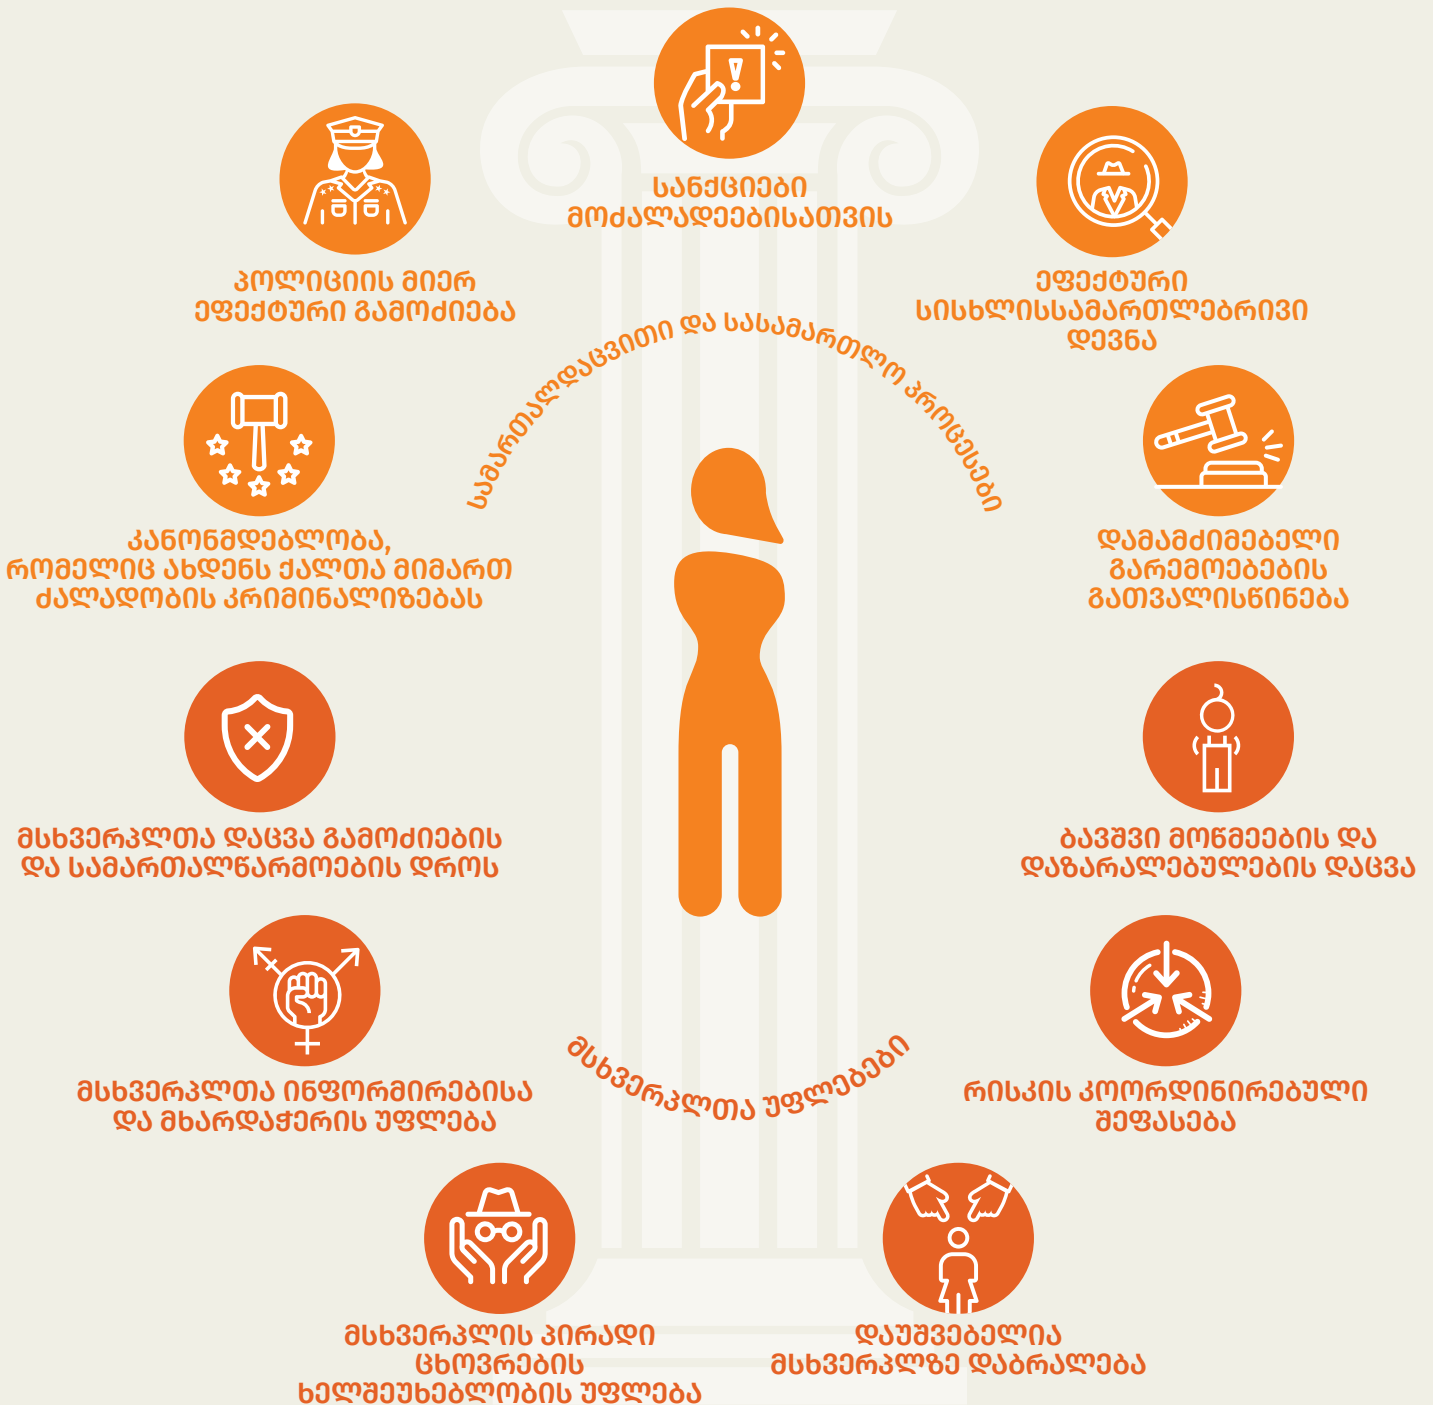 სანქციები
მოძალადეებისათვის
პოლიციის მიერ
ეფექტური გამოძიება
ეფექტური
სისხლისსამართლებრივი
დევნა
სამართალდაცვითი და სასამართლო პროცესები
კანონმდებლობა,
რომელიც ახდენს ქალთა მიმართ
ძალადობის კრიმინალიზებას
დამამძიმებელი
გარემოებების
გათვალისწინება
მსხვერპლთა დაცვა გამოძიების
და სამართალწარმოების დროს
ბავშვი მოწმეების და
დაზარალებულების დაცვა
მსხვერპლთა ინფორმირებისა
და მხარდაჭერის უფლება
მსხვერპლთა უფლებები
რისკის კოორდინირებული
შეფასება
მსხვერპლის პირადი
ცხოვრების
ხელშეუხებლობის უფლება
დაუშვებელია
მსხვერპლზე დაბრალება